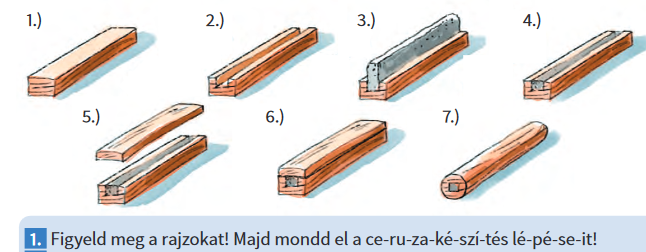 1.) 2.) 3.) 4.)
5.) 6.) 7.)
1. Figyeld meg a rajzokat! Majd mondd el a ce-ru-za-ké-szí-tés lé-pé-se-it!